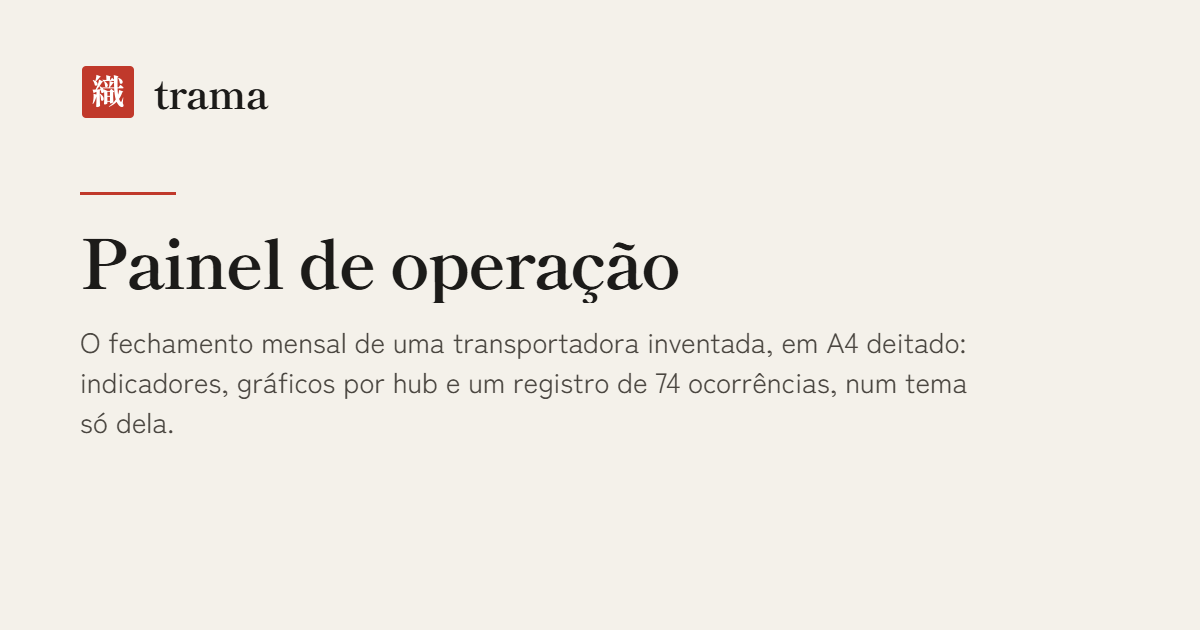 織 trama
Painel de operação
O fechamento mensal de uma transportadora inventada, em A4 deitado:
indicadores, gráficos por hub e um registro de 74 ocorrências, num tema
só dela.